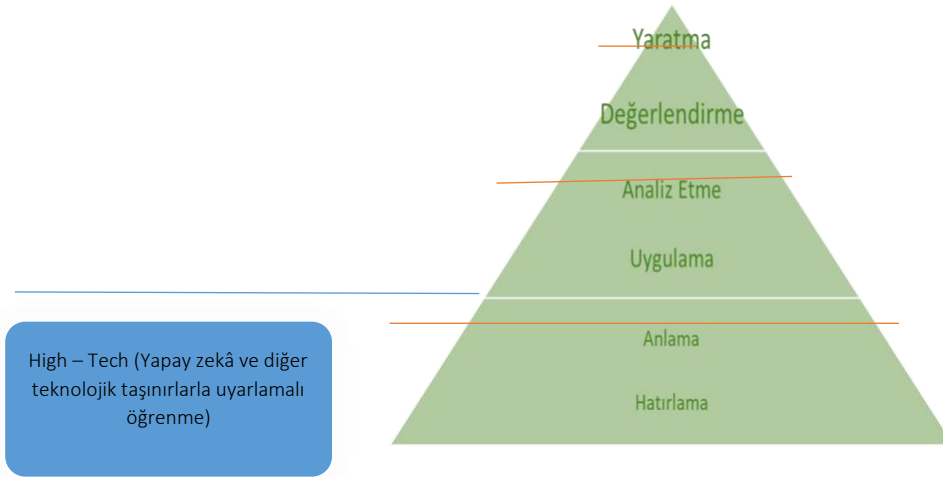 Yaratma
Değerlendirme
Analiz Etme
Uygulama
Anlama
Hatırlama
High – Tech (Yapay zekâ ve diğer
teknolojik taşınırlarla uyarlamalı
öğrenme)